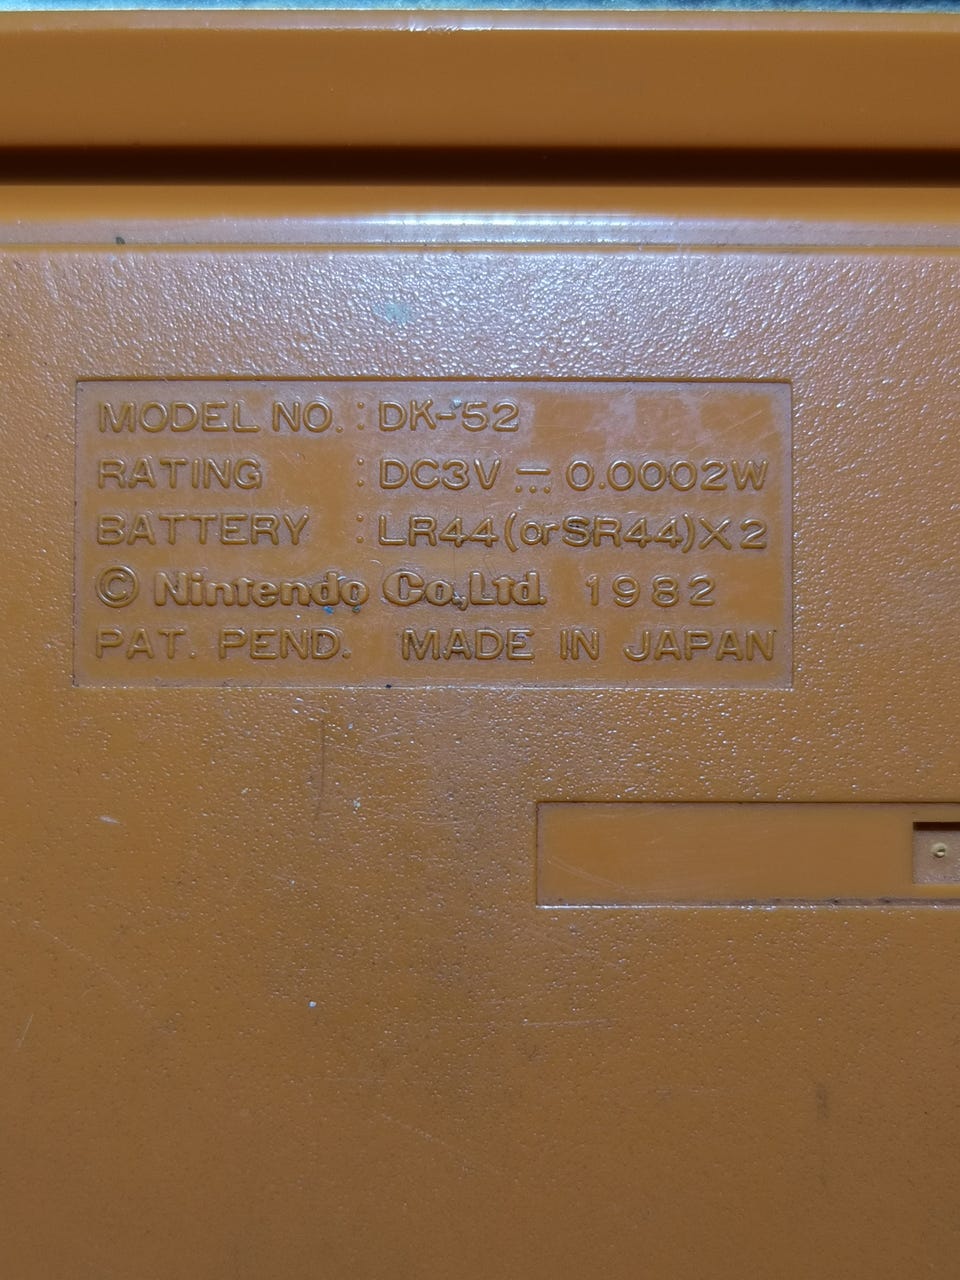 MODEL NO. : DK-52
RATING : DC3V ⎓ 0.0002W
BATTERY : LR44(or SR44)X2
© Nintendo Co.,Ltd. 1982
PAT. PEND. MADE IN JAPAN